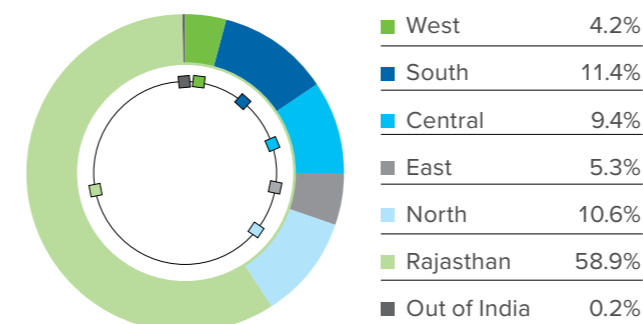 West 4.2%
South 11.4%
Central 9.4%
East 5.3%
North 10.6%
Rajasthan 58.9%
Out of India 0.2%